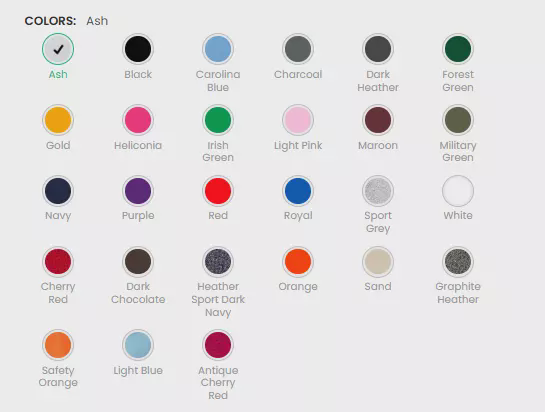 COLORS: Ash
Ash Black Carolina Charcoal Dark Forest
Blue Heather Green
Gold Heliconia Irish Light Pink Maroon Military
Green Green
Navy Purple Red Royal Sport White
Grey
Cherry Dark Heather Orange Sand Graphite
Red Chocolate Sport Dark Heather
Navy
Safety Light Blue Antique
Orange Cherry
Red